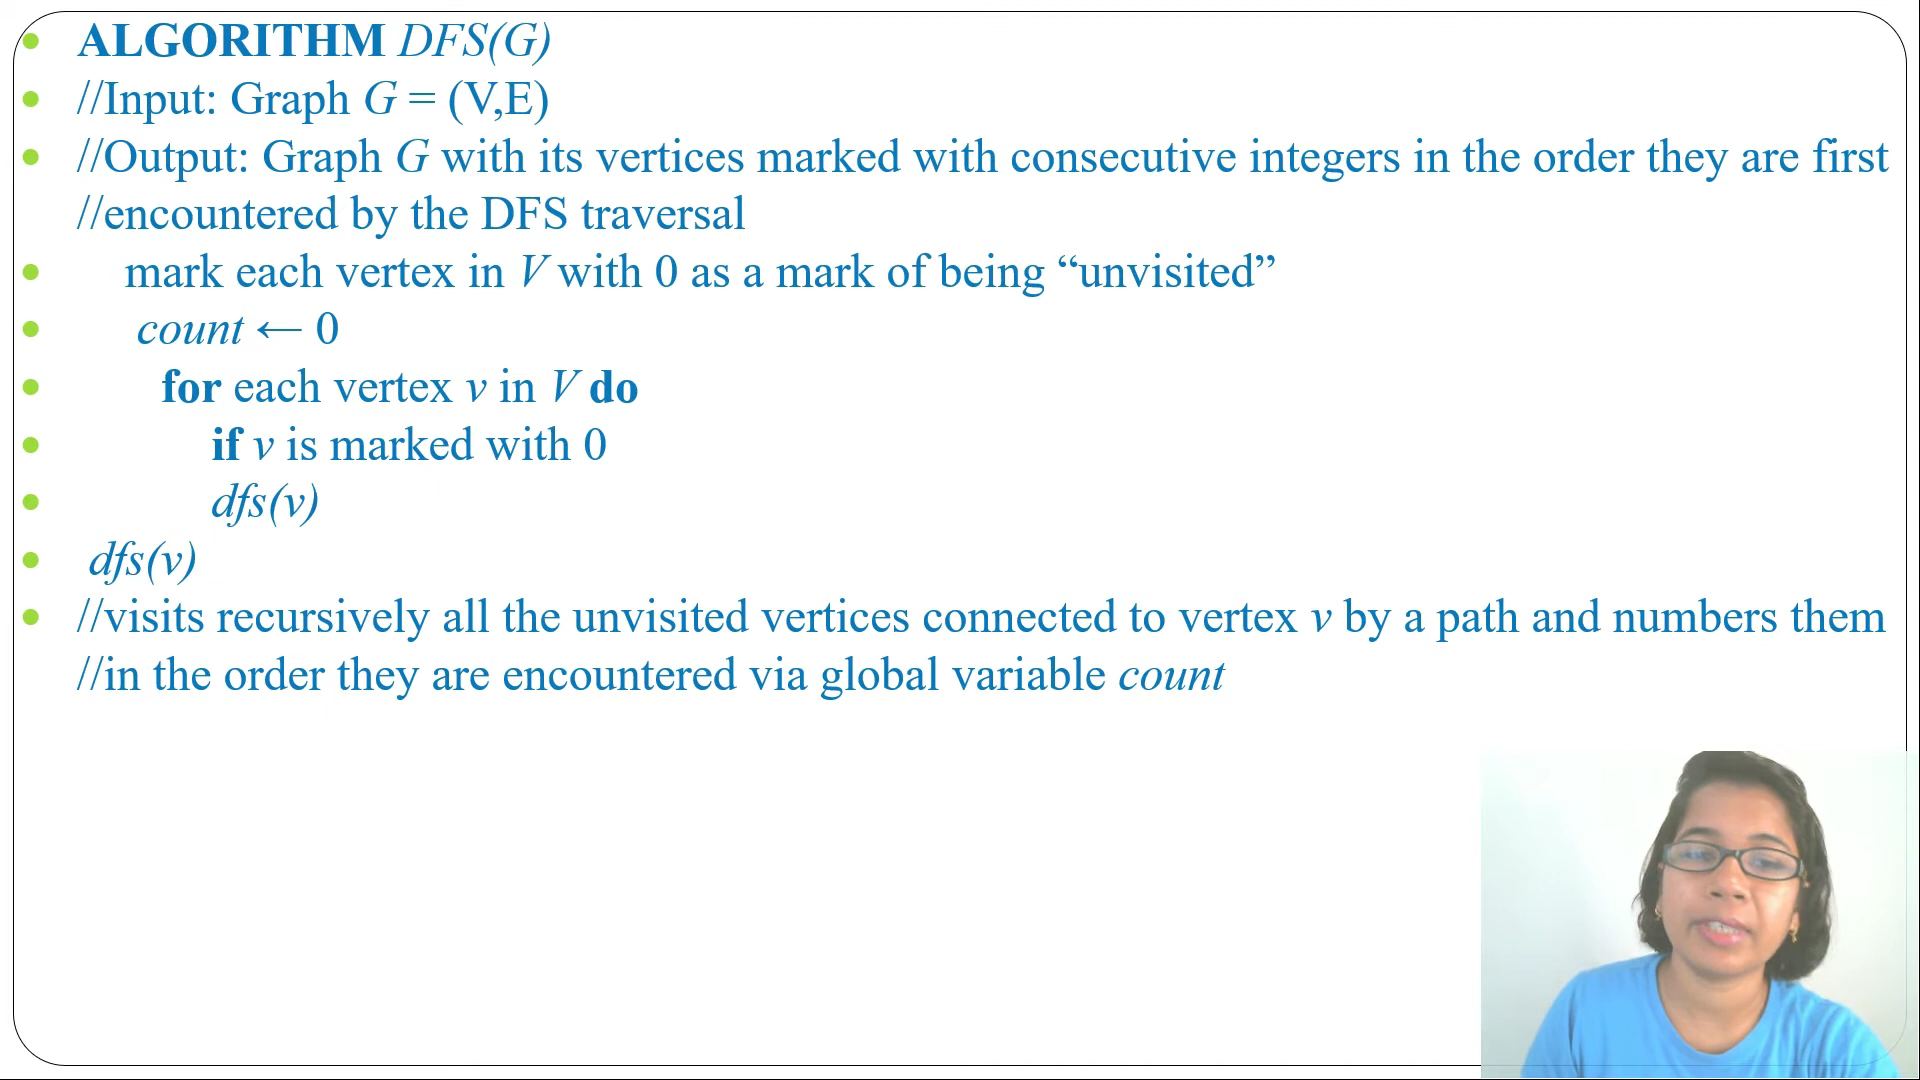 ALGORITHM DFS(G)
//Input: Graph G = (V,E)
//Output: Graph G with its vertices marked with consecutive integers in the order they are first
//encountered by the DFS traversal
mark each vertex in V with 0 as a mark of being “unvisited”
count ← 0
for each vertex v in V do
if v is marked with 0
dfs(v)
dfs(v)
//visits recursively all the unvisited vertices connected to vertex v by a path and numbers them
//in the order they are encountered via global variable count